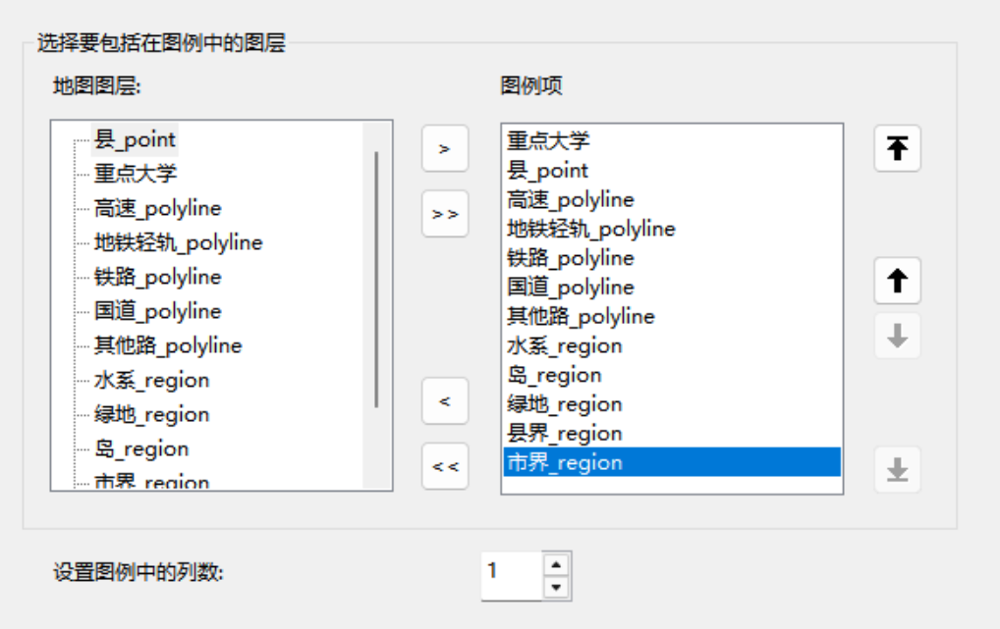 选择要包括在图例中的图层
地图图层:
图例项
县_point
重点大学
高速_polyline
地铁轻轨_polyline
铁路_polyline
国道_polyline
其他路_polyline
水系_region
绿地_region
岛_region
市界_region
>
>>
<
<<
重点大学
县_point
高速_polyline
地铁轻轨_polyline
铁路_polyline
国道_polyline
其他路_polyline
水系_region
岛_region
绿地_region
县界_region
市界_region
设置图例中的列数:
1